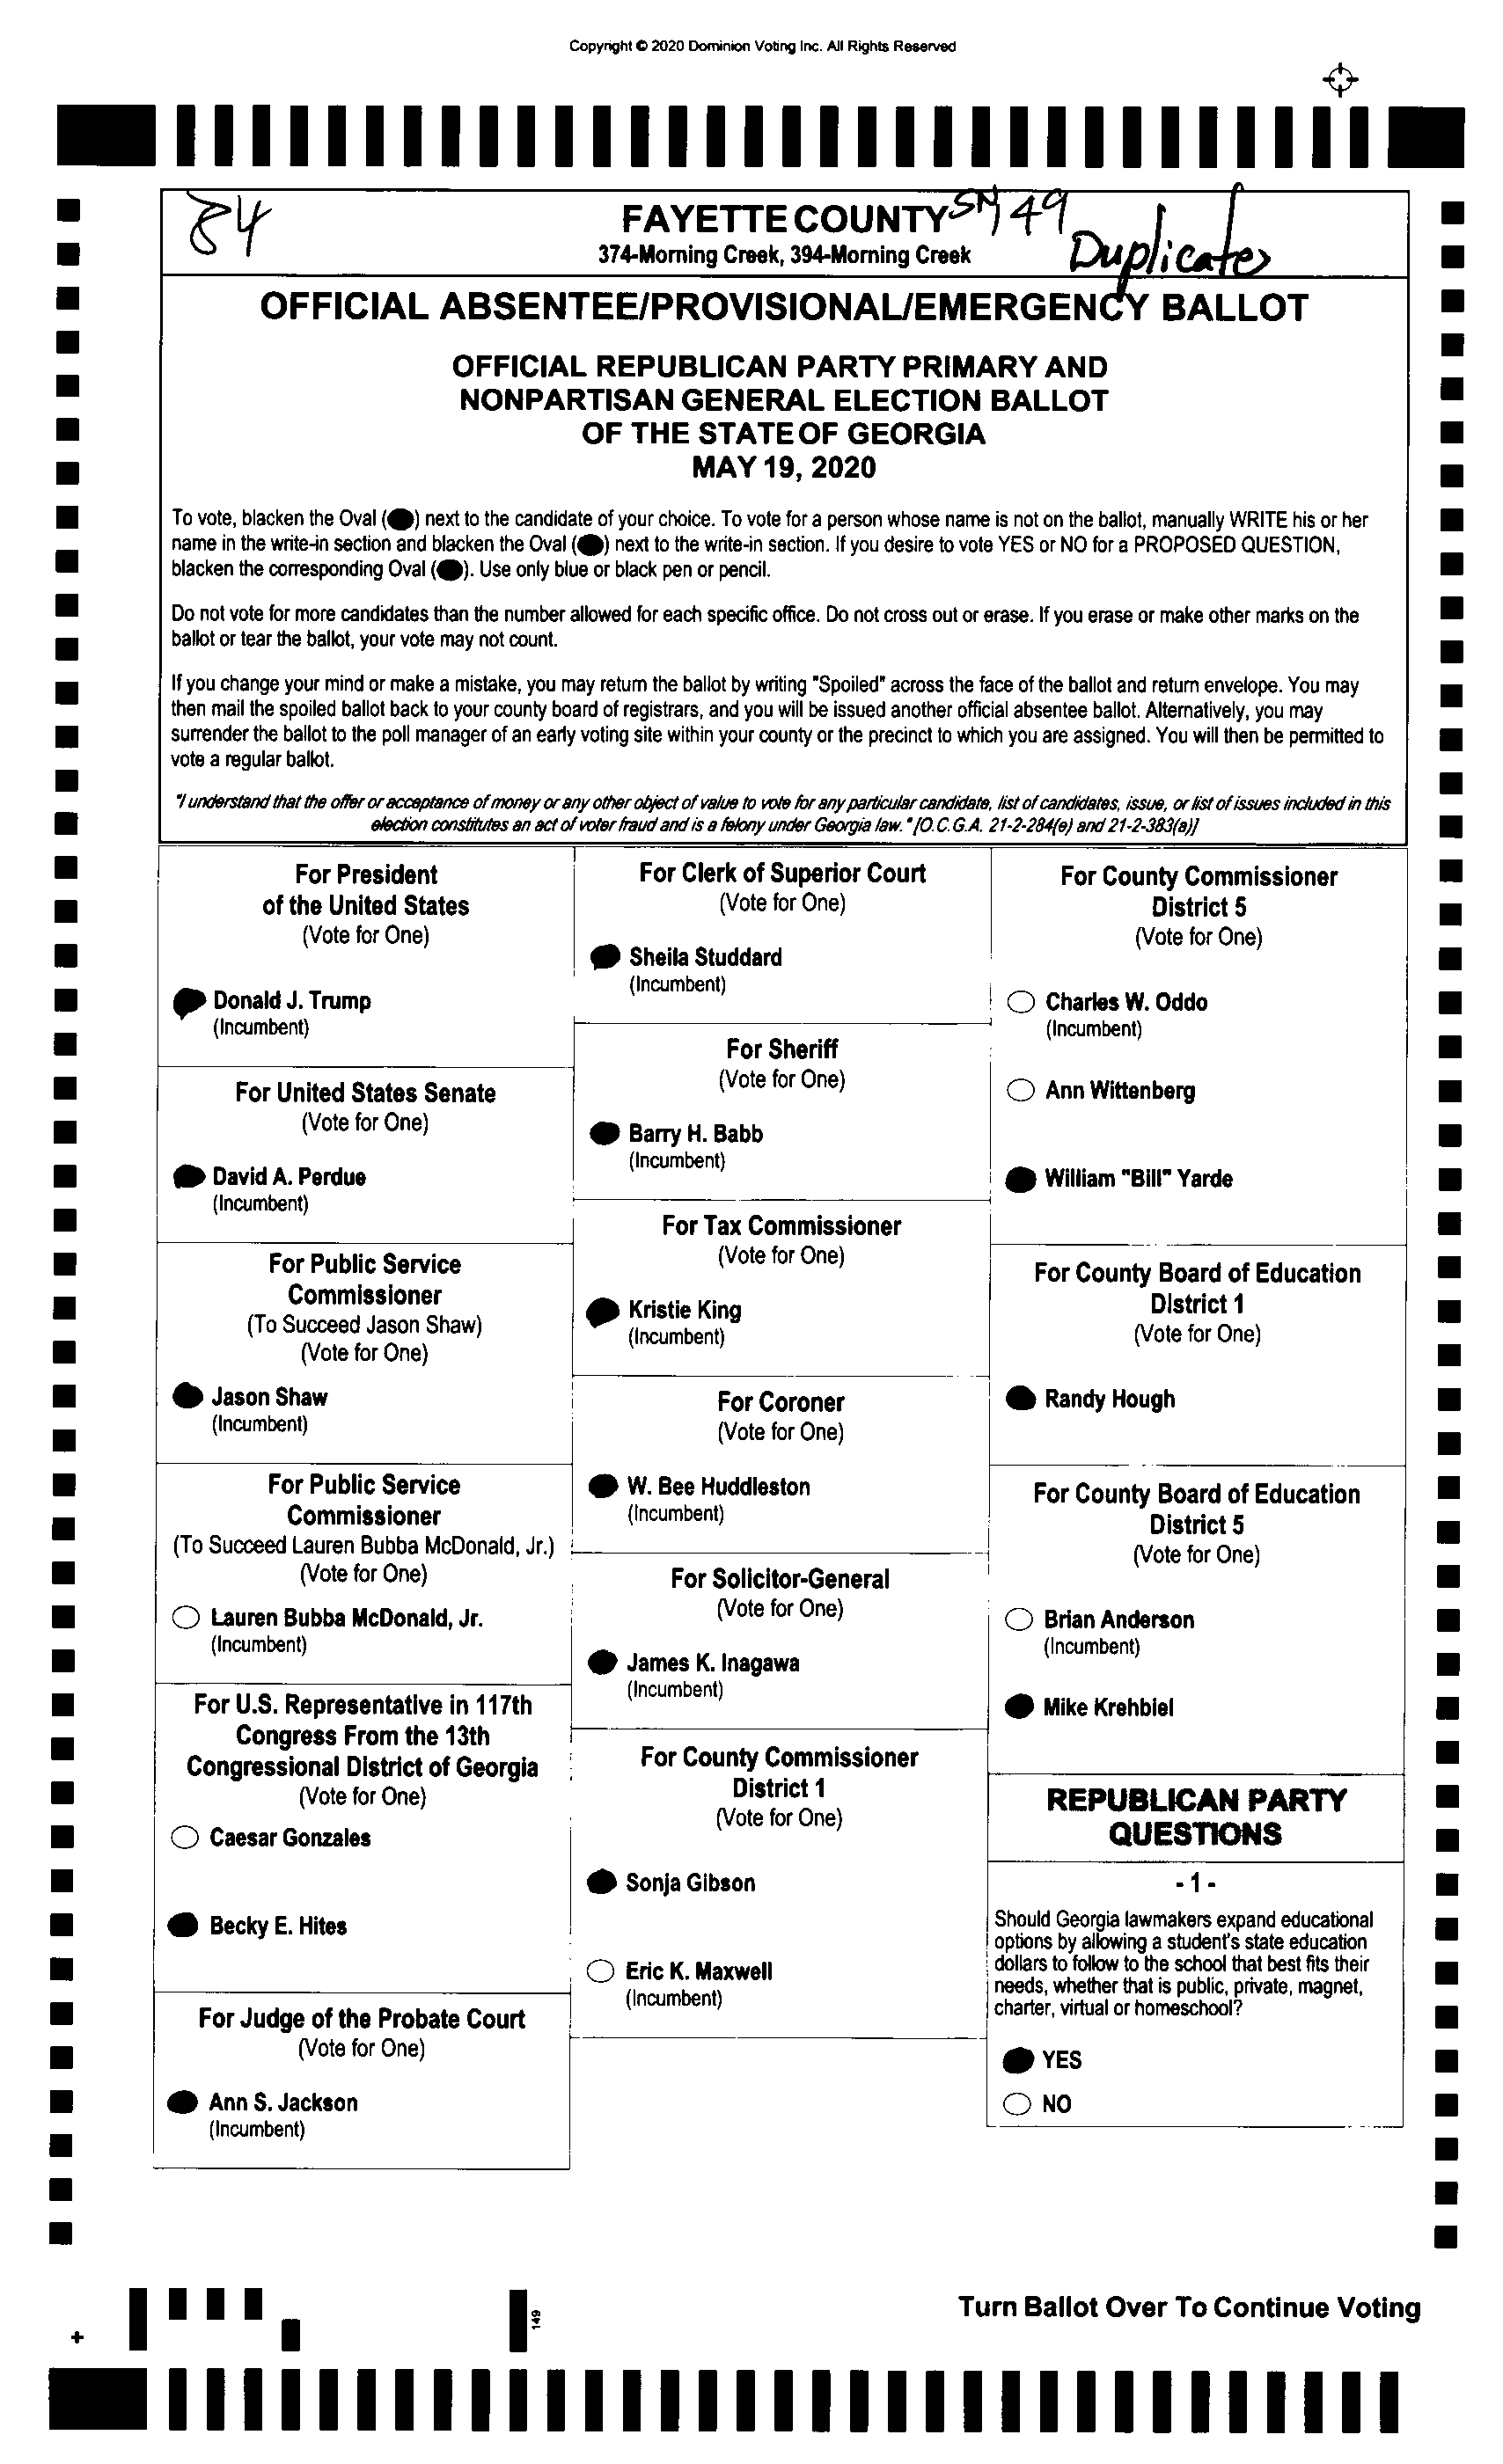 Copyright © 2020 Dominion Voting Inc. All Rights Reserved
84
FAYETTE COUNTY SN 49
374-Morning Creek, 394-Morning Creek
Duplicate
OFFICIAL ABSENTEE/PROVISIONAL/EMERGENCY BALLOT
OFFICIAL REPUBLICAN PARTY PRIMARY AND
NONPARTISAN GENERAL ELECTION BALLOT
OF THE STATE OF GEORGIA
MAY 19, 2020
To vote, blacken the Oval () next to the candidate of your choice. To vote for a person whose name is not on the ballot, manually WRITE his or her
name in the write-in section and blacken the Oval () next to the write-in section. If you desire to vote YES or NO for a PROPOSED QUESTION,
blacken the corresponding Oval (). Use only blue or black pen or pencil.
Do not vote for more candidates than the number allowed for each specific office. Do not cross out or erase. If you erase or make other marks on the
ballot or tear the ballot, your vote may not count.
If you change your mind or make a mistake, you may return the ballot by writing "Spoiled" across the face of the ballot and return envelope. You may
then mail the spoiled ballot back to your county board of registrars, and you will be issued another official absentee ballot. Alternatively, you may
surrender the ballot to the poll manager of an early voting site within your county or the precinct to which you are assigned. You will then be permitted to
vote a regular ballot.
"I understand that the offer or acceptance of money or any other object of value to vote for any particular candidate, list of candidates, issue, or list of issues included in this
election constitutes an act of voter fraud and is a felony under Georgia law." [O.C.G.A. 21-2-284(e) and 21-2-383(a)]
For President
of the United States
(Vote for One)
Donald J. Trump
(Incumbent)
For United States Senate
(Vote for One)
David A. Perdue
(Incumbent)
For Public Service
Commissioner
(To Succeed Jason Shaw)
(Vote for One)
Jason Shaw
(Incumbent)
For Public Service
Commissioner
(To Succeed Lauren Bubba McDonald, Jr.)
(Vote for One)
Lauren Bubba McDonald, Jr.
(Incumbent)
For U.S. Representative in 117th
Congress From the 13th
Congressional District of Georgia
(Vote for One)
Caesar Gonzales
Becky E. Hites
For Judge of the Probate Court
(Vote for One)
Ann S. Jackson
(Incumbent)
For Clerk of Superior Court
(Vote for One)
Sheila Studdard
(Incumbent)
For Sheriff
(Vote for One)
Barry H. Babb
(Incumbent)
For Tax Commissioner
(Vote for One)
Kristie King
(Incumbent)
For Coroner
(Vote for One)
W. Bee Huddleston
(Incumbent)
For Solicitor-General
(Vote for One)
James K. Inagawa
(Incumbent)
For County Commissioner
District 1
(Vote for One)
Sonja Gibson
Eric K. Maxwell
(Incumbent)
For County Commissioner
District 5
(Vote for One)
Charles W. Oddo
(Incumbent)
Ann Wittenberg
William "Bill" Yarde
For County Board of Education
District 1
(Vote for One)
Randy Hough
For County Board of Education
District 5
(Vote for One)
Brian Anderson
(Incumbent)
Mike Krehbiel
REPUBLICAN PARTY
QUESTIONS
- 1 -
Should Georgia lawmakers expand educational
options by allowing a student's state education
dollars to follow to the school that best fits their
needs, whether that is public, private, magnet,
charter, virtual or homeschool?
YES
NO
149
Turn Ballot Over To Continue Voting